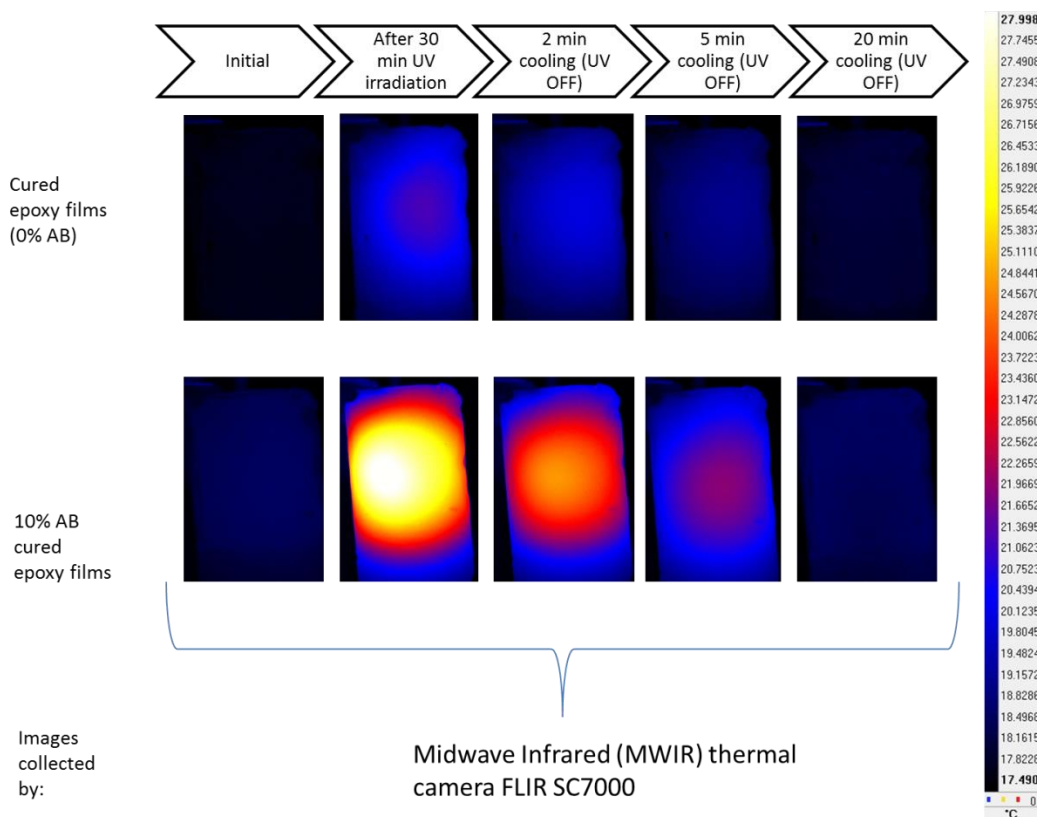 Initial
After 30
min UV
irradiation
2 min
cooling (UV
OFF)
5 min
cooling (UV
OFF)
20 min
cooling (UV
OFF)
Cured
epoxy films
(0% AB)
10% AB
cured
epoxy films
Images
collected
by:
Midwave Infrared (MWIR) thermal
camera FLIR SC7000
27.998
27.7455
27.4908
27.2343
26.9759
26.7156
26.4533
26.1890
25.9226
25.6542
25.3837
25.1110
24.8441
24.5670
24.2878
24.0062
23.7223
23.4360
23.1472
22.8560
22.5622
22.2659
21.9669
21.6652
21.3695
21.0623
20.7523
20.4394
20.1235
19.8045
19.4824
19.1572
18.8286
18.4968
18.1615
17.8228
17.490
0
°C